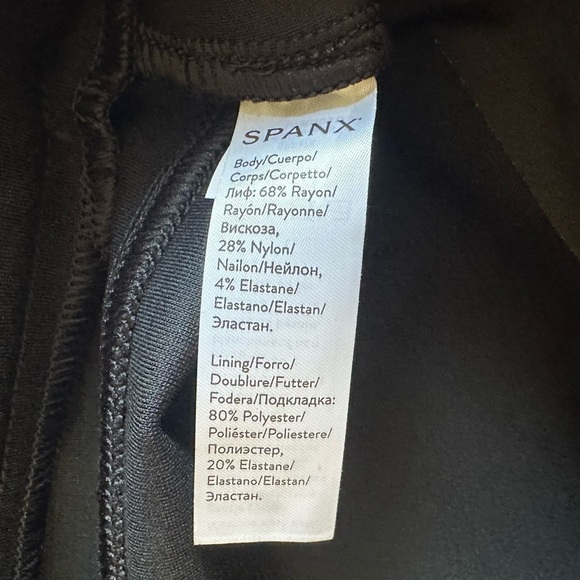 SPANX
Body/Cuerpo/
Corps/Corpetto/
Лиф: 68% Rayon/
Rayón/Rayonne/
Вискоза,
28% Nylon/
Nailon/Нейлон,
4% Elastane/
Elastano/Elastan/
Эластан.
Lining/Forro/
Doublure/Futter/
Fodera/Подкладка:
80% Polyester/
Poliéster/Poliestere/
Полиэстер,
20% Elastane/
Elastano/Elastan/
Эластан.